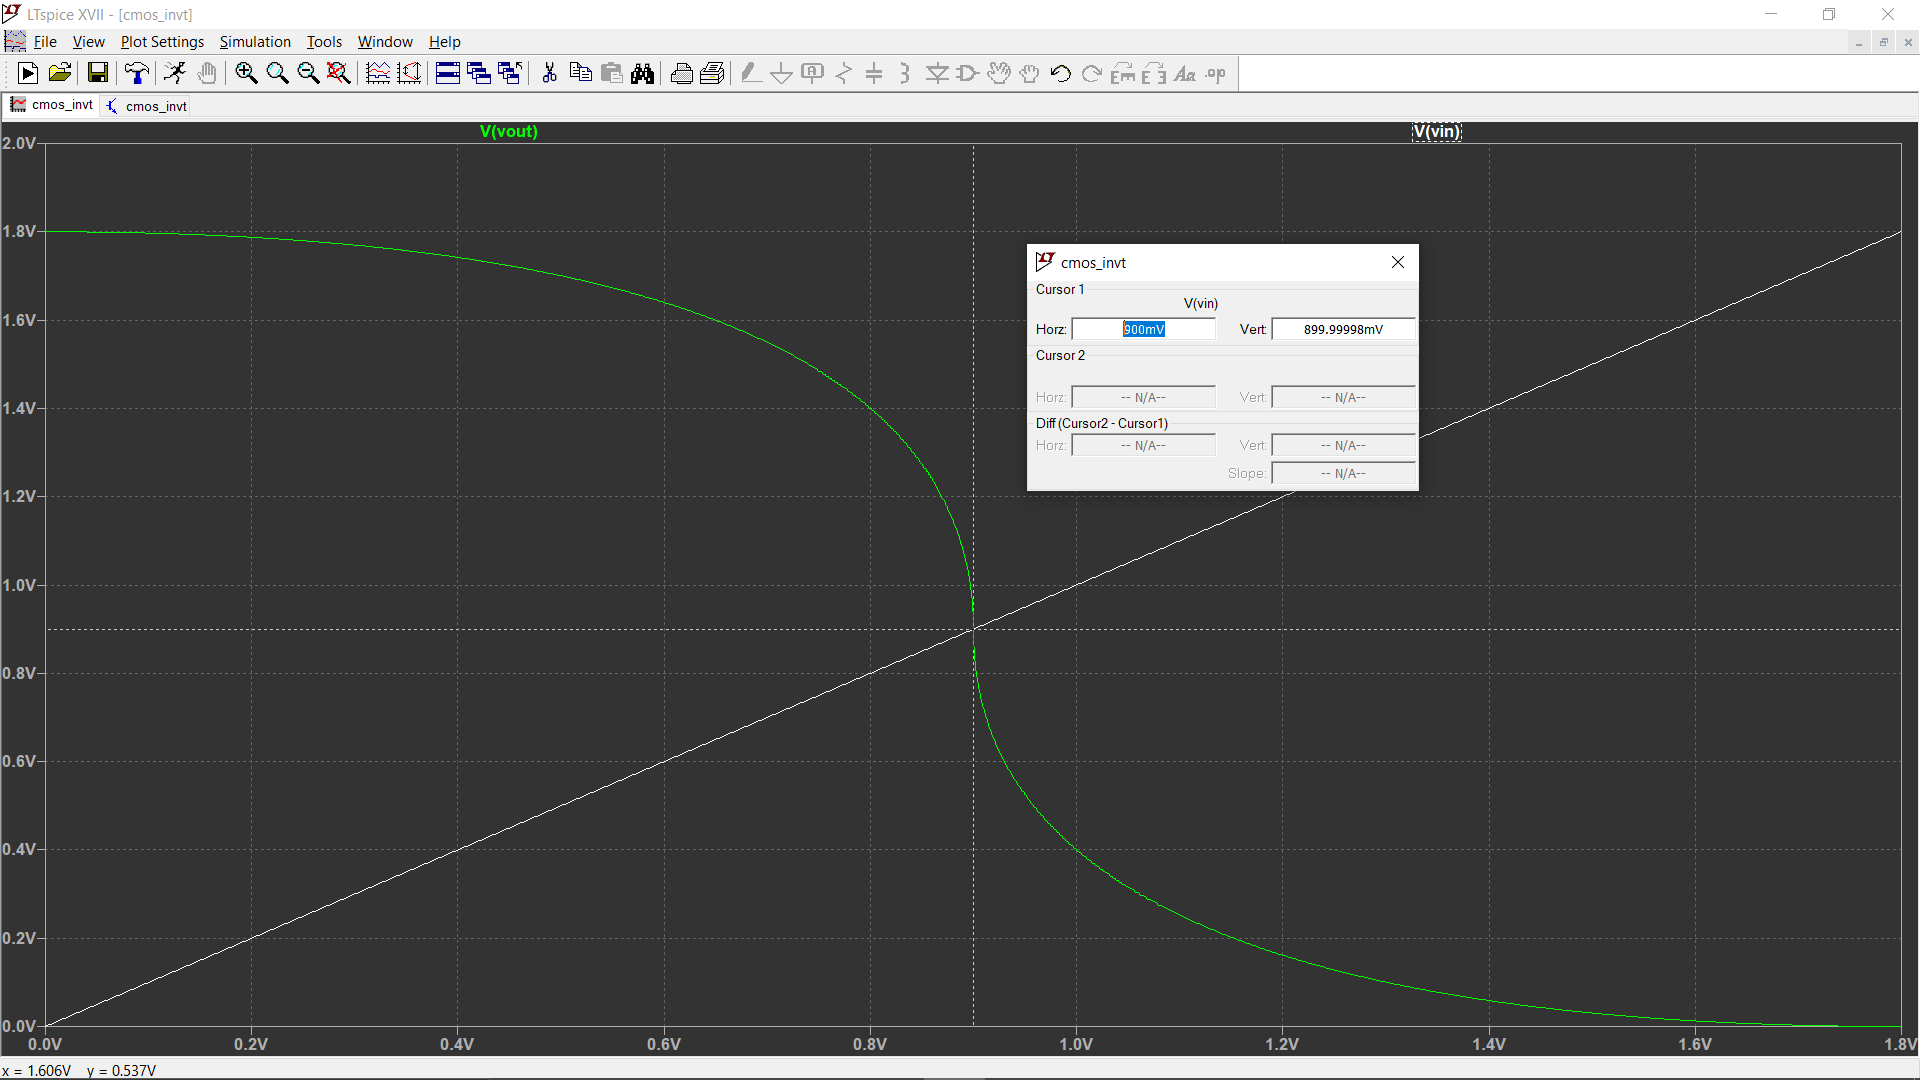 LTspice XVII - [cmos_invt]
File View Plot Settings Simulation Tools Window Help
cmos_invt cmos_invt
V(vout) V(vin)
2.0V
1.8V
1.6V
1.4V
1.2V
1.0V
0.8V
0.6V
0.4V
0.2V
0.0V
cmos_invt
Cursor 1
V(vin)
Horz: 900mV Vert: 899.99998mV
Cursor 2
Horz: -- N/A-- Vert: -- N/A--
Diff (Cursor2 - Cursor1)
Horz: -- N/A-- Vert: -- N/A--
Slope: -- N/A--
0.0V 0.2V 0.4V 0.6V 0.8V 1.0V 1.2V 1.4V 1.6V 1.8V
x = 1.606V y = 0.537V